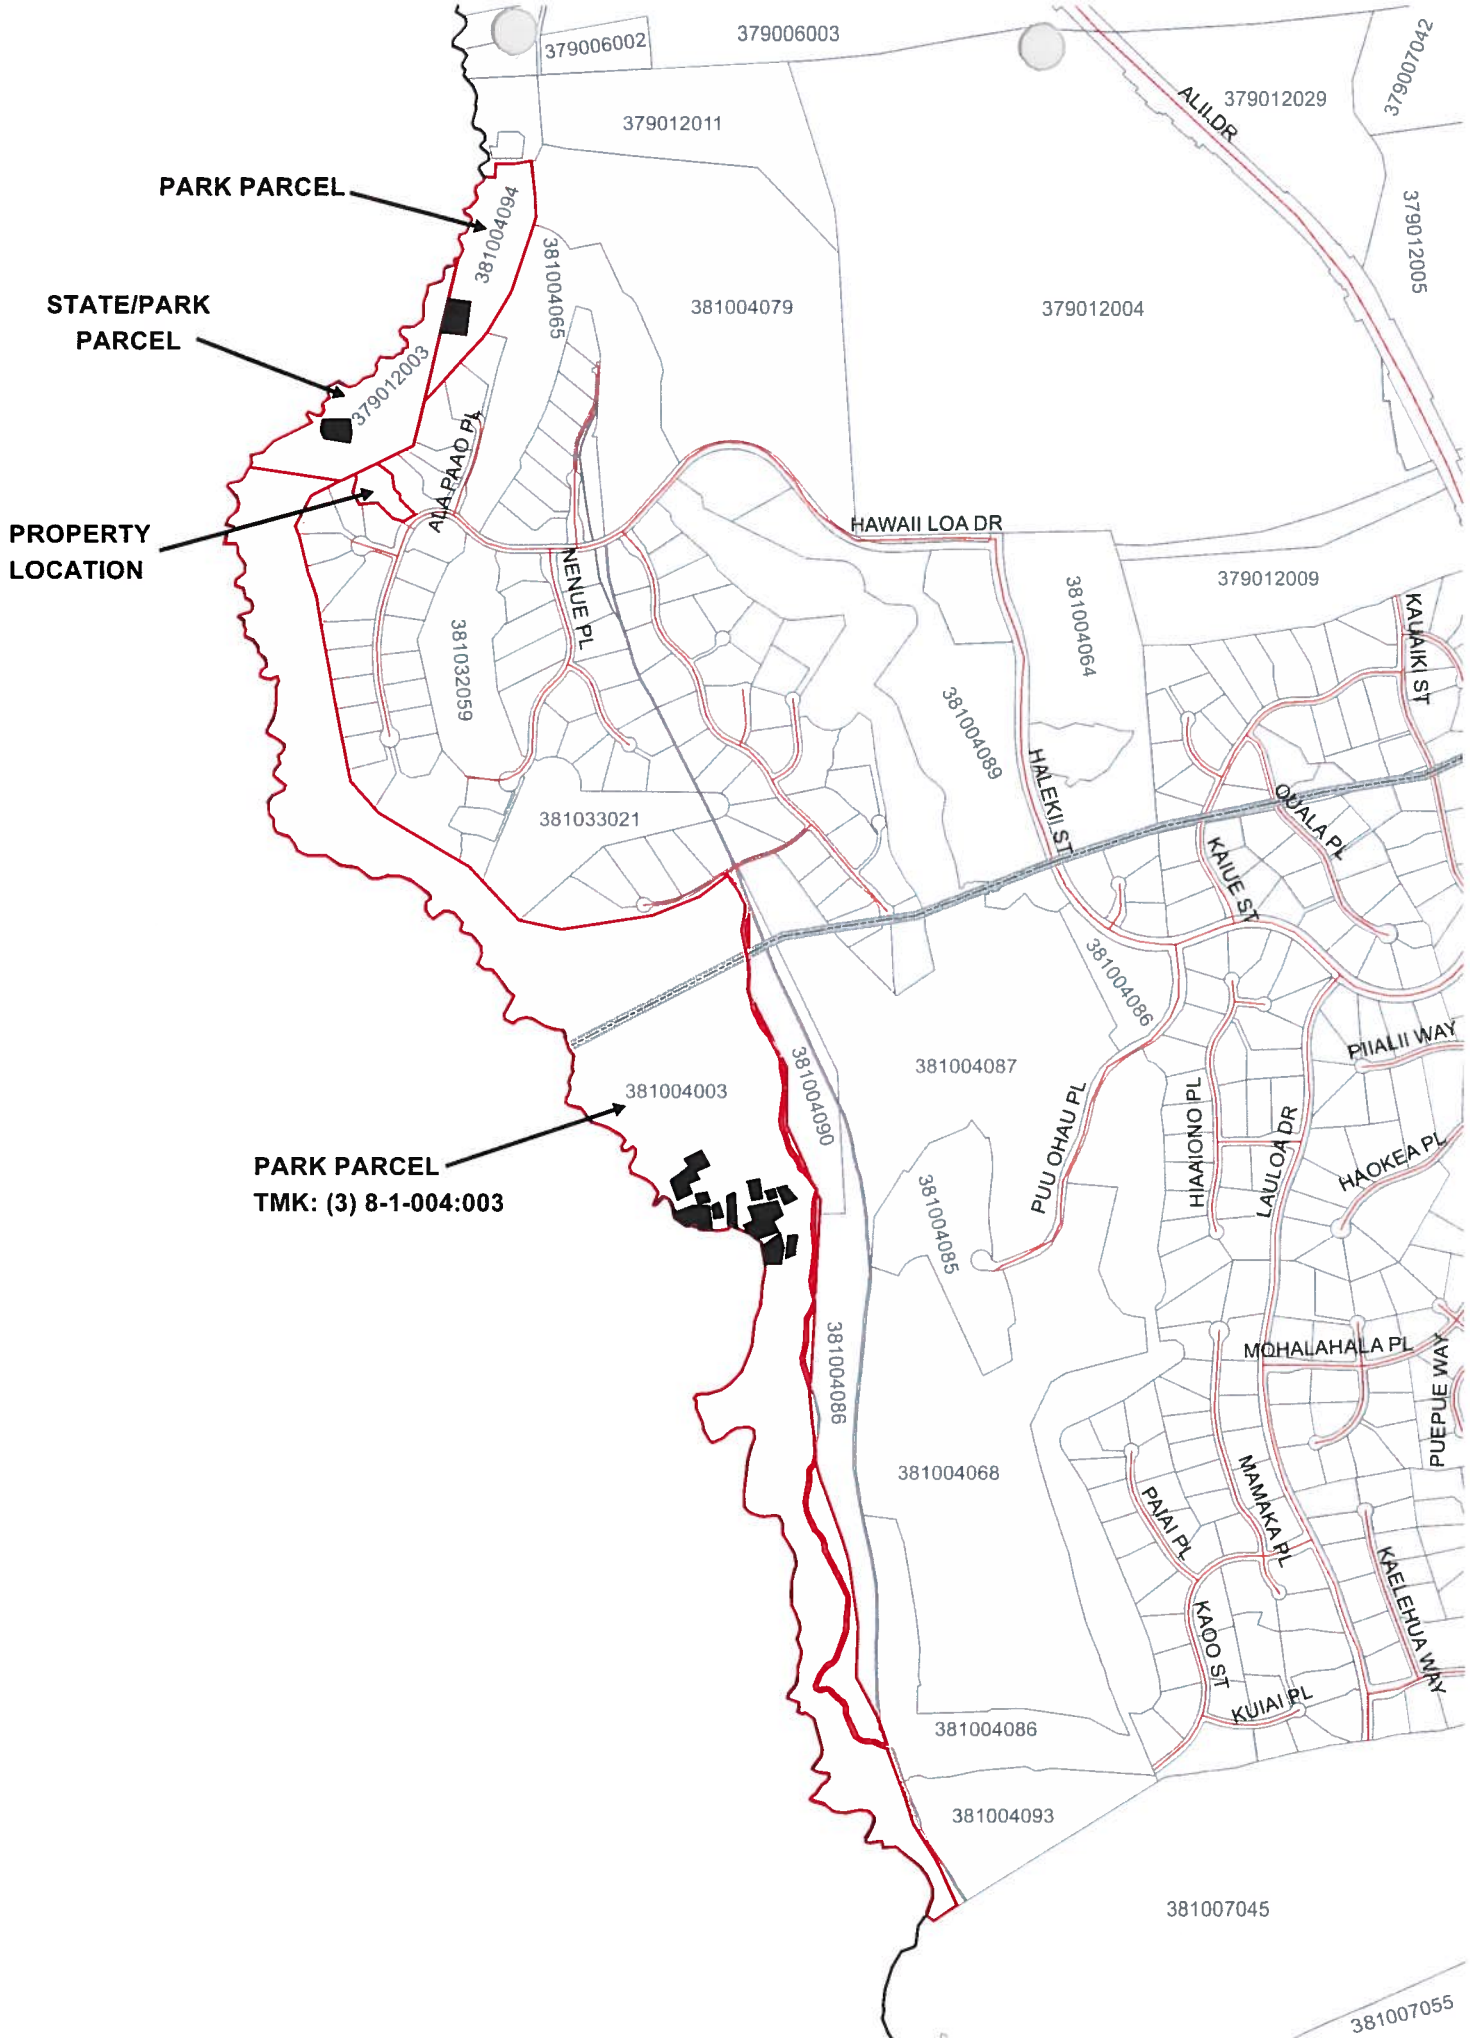 379006002
379006003
379007042
ALII DR
379012029
379012011
PARK PARCEL
381004094
379012005
381004065
STATE/PARK
PARCEL
381004079
379012004
379012003
ALA PAAO PL
PROPERTY
LOCATION
HAWAII LOA DR
NENUE PL
379012009
381004064
KAUAIKI ST
381032059
381004089
HALEKII ST
OUALA PL
381033021
KAIUE ST
381004086
PIIALII WAY
381004003
381004090
381004087
PUU OHAU PL
HIAAIONO PL
LAULOA DR
HAOKEA PL
PARK PARCEL
TMK: (3) 8-1-004:003
381004085
381004086
MOHALAHALA PL
PUEPUE WAY
381004068
MAMAKA PL
PAIAI PL
KAELEHUA WAY
KAOO ST
KUIAI PL
381004086
381004093
381007045
381007055